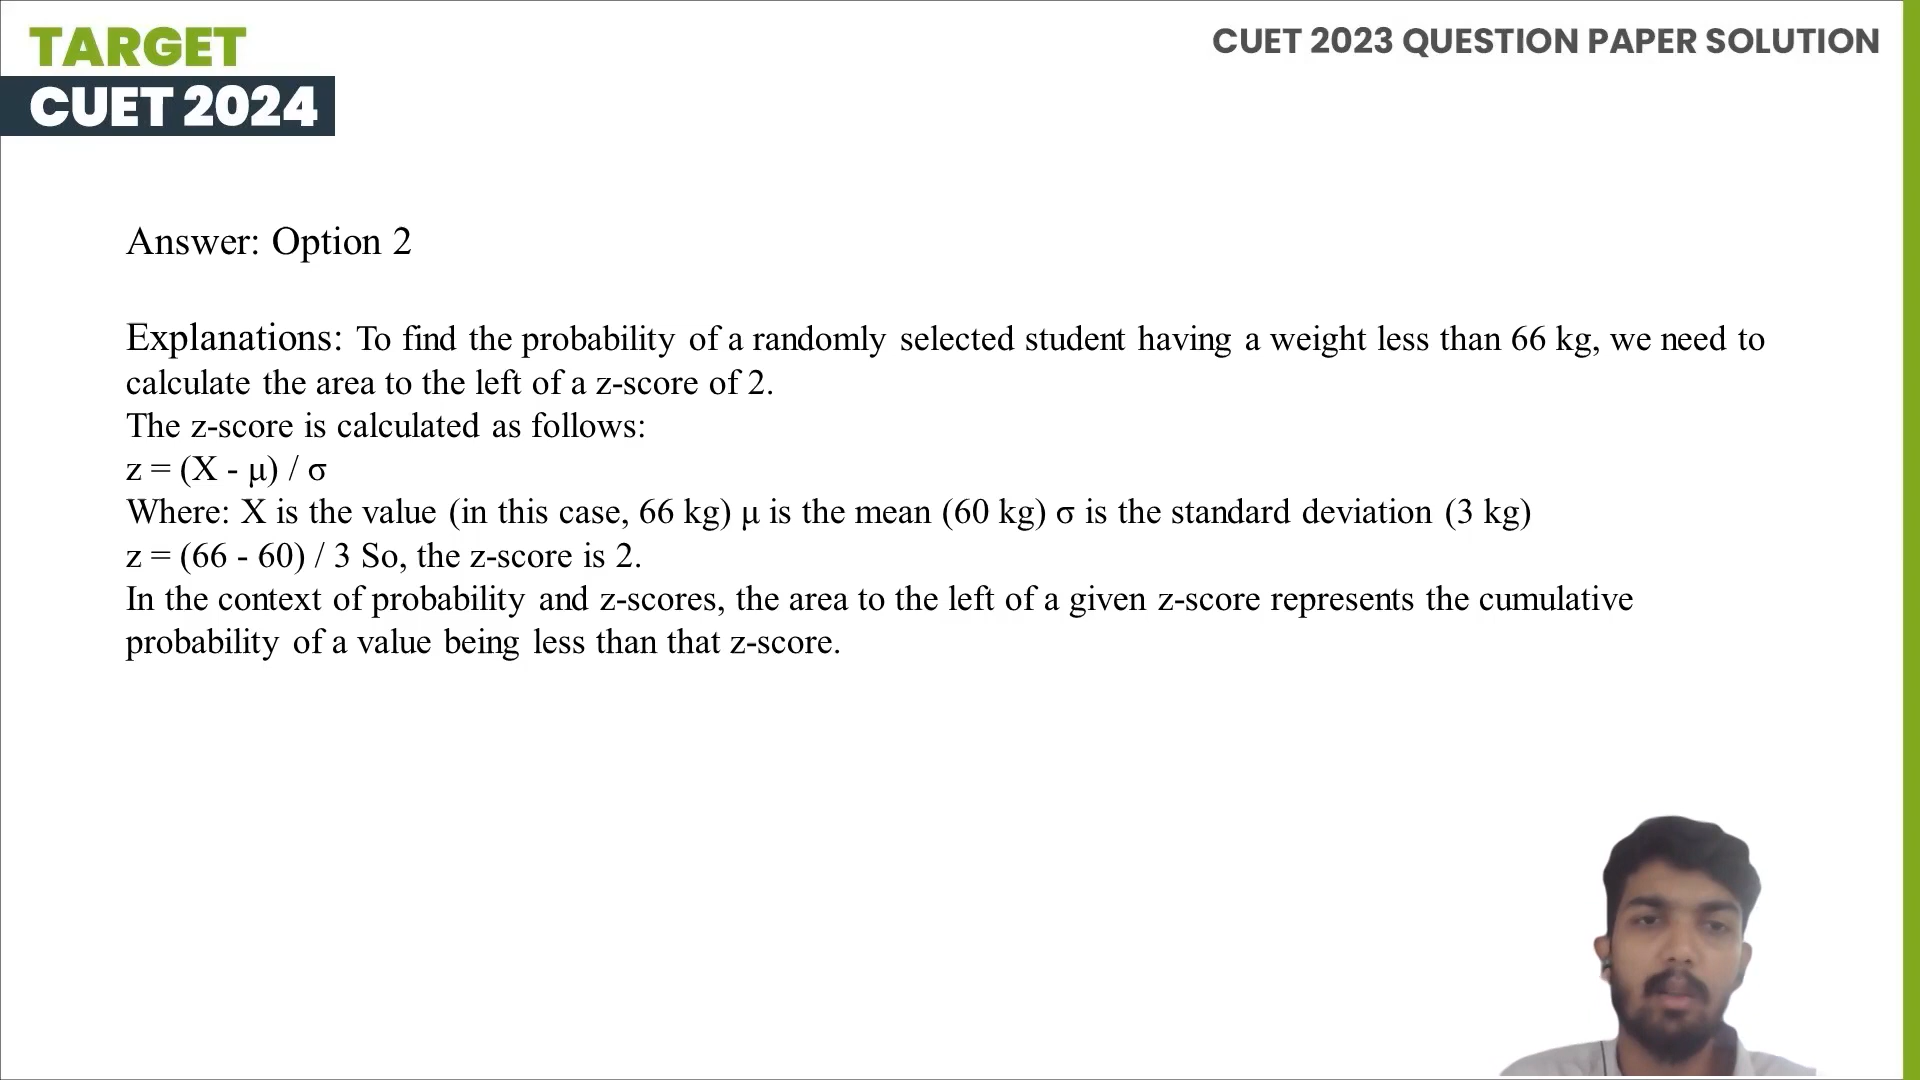 TARGET
CUET 2024
CUET 2023 QUESTION PAPER SOLUTION
Answer: Option 2
Explanations: To find the probability of a randomly selected student having a weight less than 66 kg, we need to
calculate the area to the left of a z-score of 2.
The z-score is calculated as follows:
z = (X - μ) / σ
Where: X is the value (in this case, 66 kg) μ is the mean (60 kg) σ is the standard deviation (3 kg)
z = (66 - 60) / 3 So, the z-score is 2.
In the context of probability and z-scores, the area to the left of a given z-score represents the cumulative
probability of a value being less than that z-score.